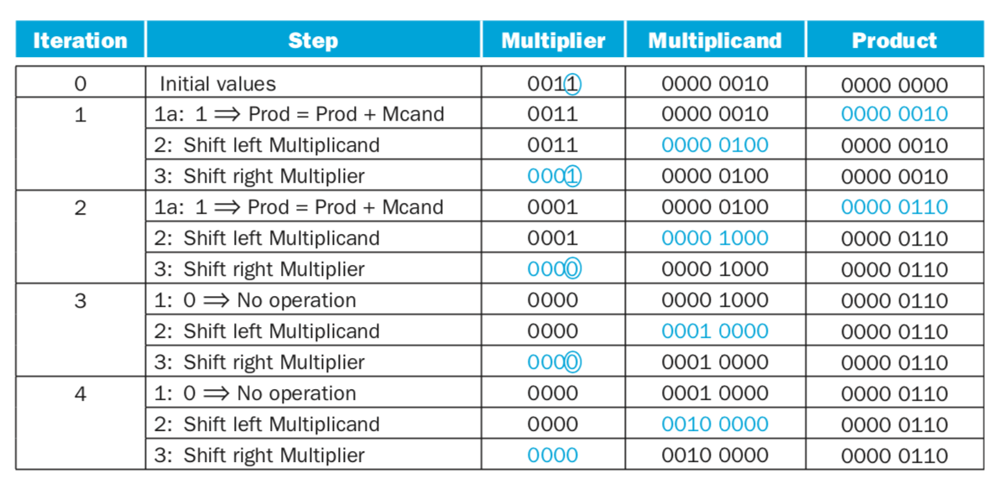 Iteration Step Multiplier Multiplicand Product
0 Initial values 0011 0000 0010 0000 0000
1 1a: 1 ⟹ Prod = Prod + Mcand 0011 0000 0010 0000 0010
2: Shift left Multiplicand 0011 0000 0100 0000 0010
3: Shift right Multiplier 0001 0000 0100 0000 0010
2 1a: 1 ⟹ Prod = Prod + Mcand 0001 0000 0100 0000 0110
2: Shift left Multiplicand 0001 0000 1000 0000 0110
3: Shift right Multiplier 0000 0000 1000 0000 0110
3 1: 0 ⟹ No operation 0000 0000 1000 0000 0110
2: Shift left Multiplicand 0000 0001 0000 0000 0110
3: Shift right Multiplier 0000 0001 0000 0000 0110
4 1: 0 ⟹ No operation 0000 0001 0000 0000 0110
2: Shift left Multiplicand 0000 0010 0000 0000 0110
3: Shift right Multiplier 0000 0010 0000 0000 0110